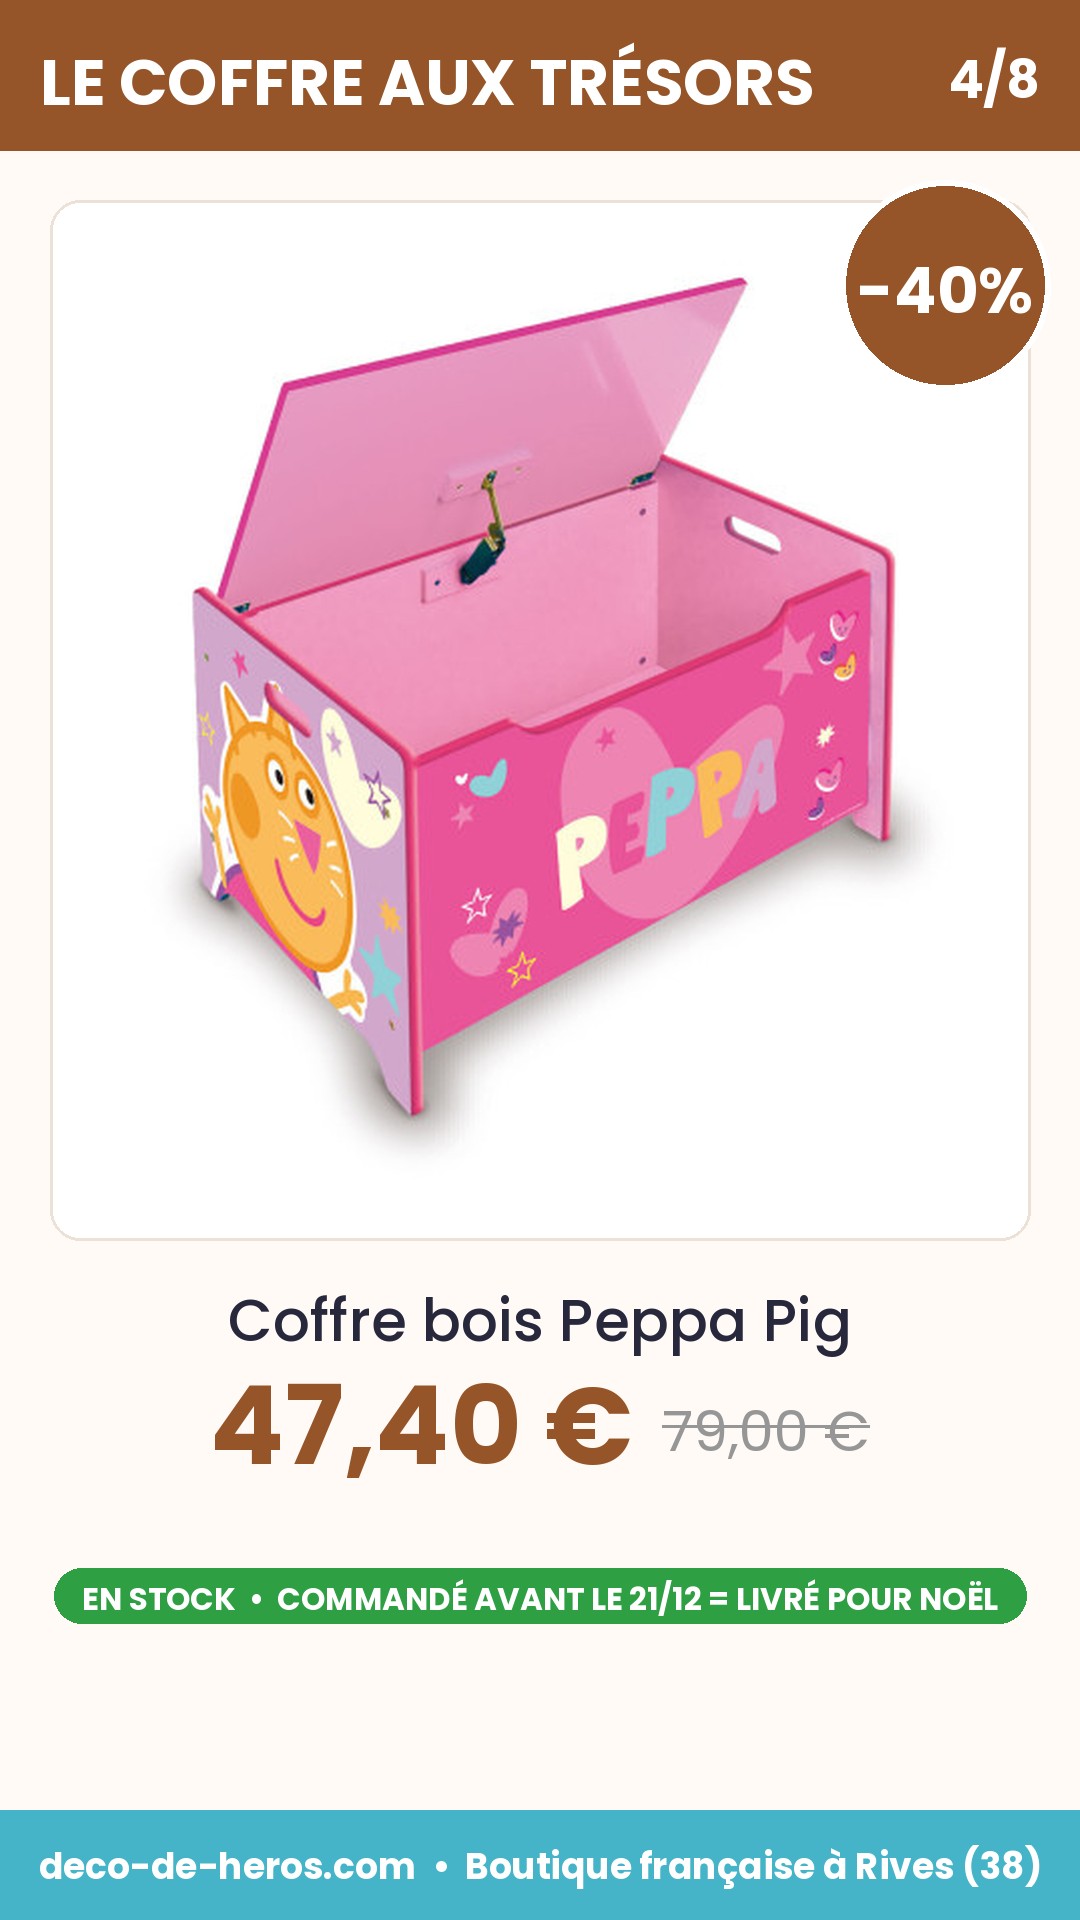 LE COFFRE AUX TRÉSORS 4/8
-40%
PEPPA
Coffre bois Peppa Pig
47,40 € 79,00 €
EN STOCK • COMMANDÉ AVANT LE 21/12 = LIVRÉ POUR NOËL
deco-de-heros.com • Boutique française à Rives (38)